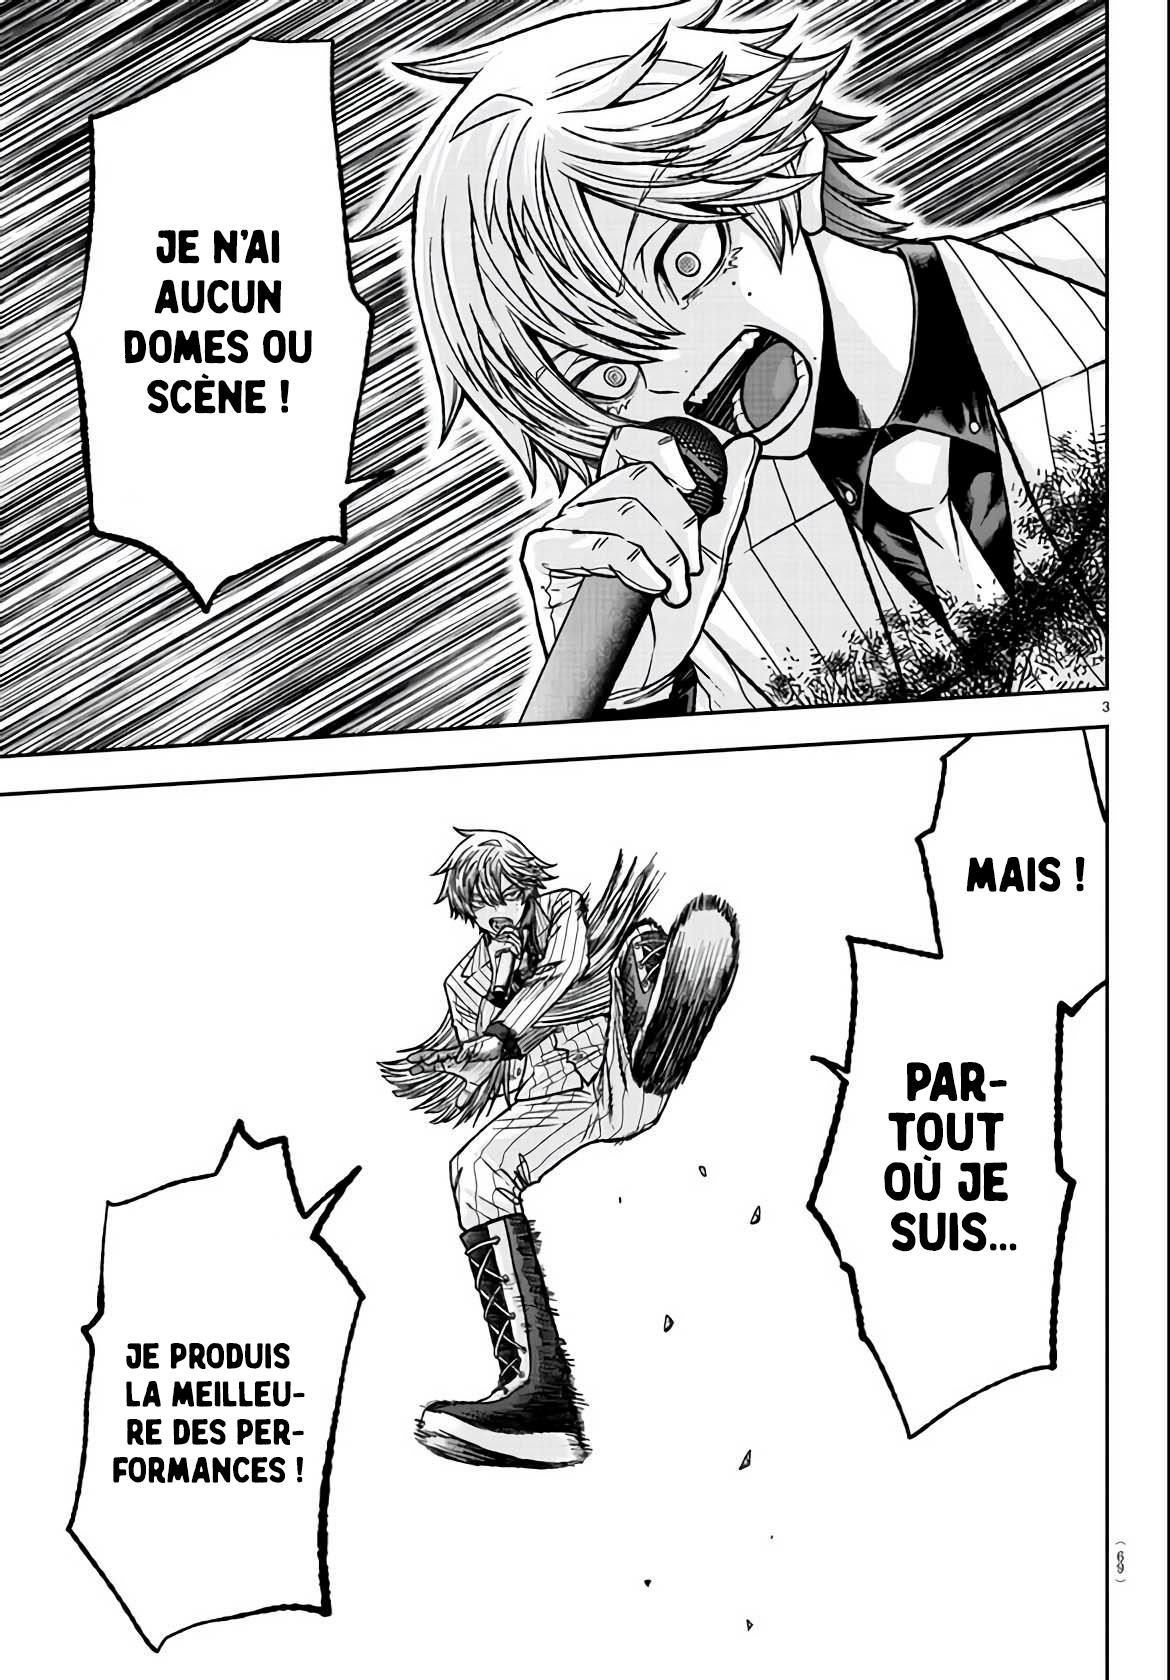 JE N'AI
AUCUN
DOMES OU
SCÈNE !
3
MAIS !
PAR-
TOUT
OÙ JE
SUIS...
JE PRODUIS
LA MEILLEU-
RE DES PER-
FORMANCES !
(69)